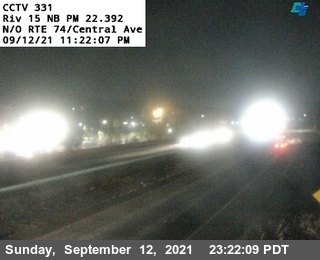 CCTV 331
Riv 15 NB PM 22.392
N/O RTE 74/Central Ave
09/12/21 11:22:07 PM
Sunday, September 12, 2021 23:22:09 PDT